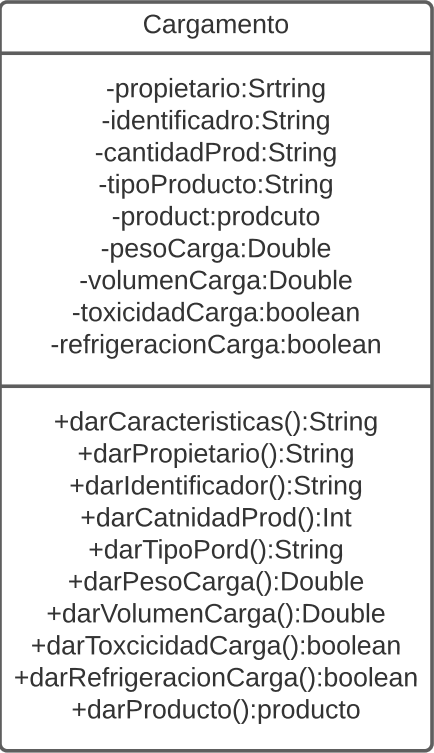 Cargamento
-propietario:Srtring
-identificadro:String
-cantidadProd:String
-tipoProducto:String
-product:prodcuto
-pesoCarga:Double
-volumenCarga:Double
-toxicidadCarga:boolean
-refrigeracionCarga:boolean
+darCaracteristicas():String
+darPropietario():String
+darIdentificador():String
+darCatnidadProd():Int
+darTipoPord():String
+darPesoCarga():Double
+darVolumenCarga():Double
+darToxcicidadCarga():boolean
+darRefrigeracionCarga():boolean
+darProducto():producto